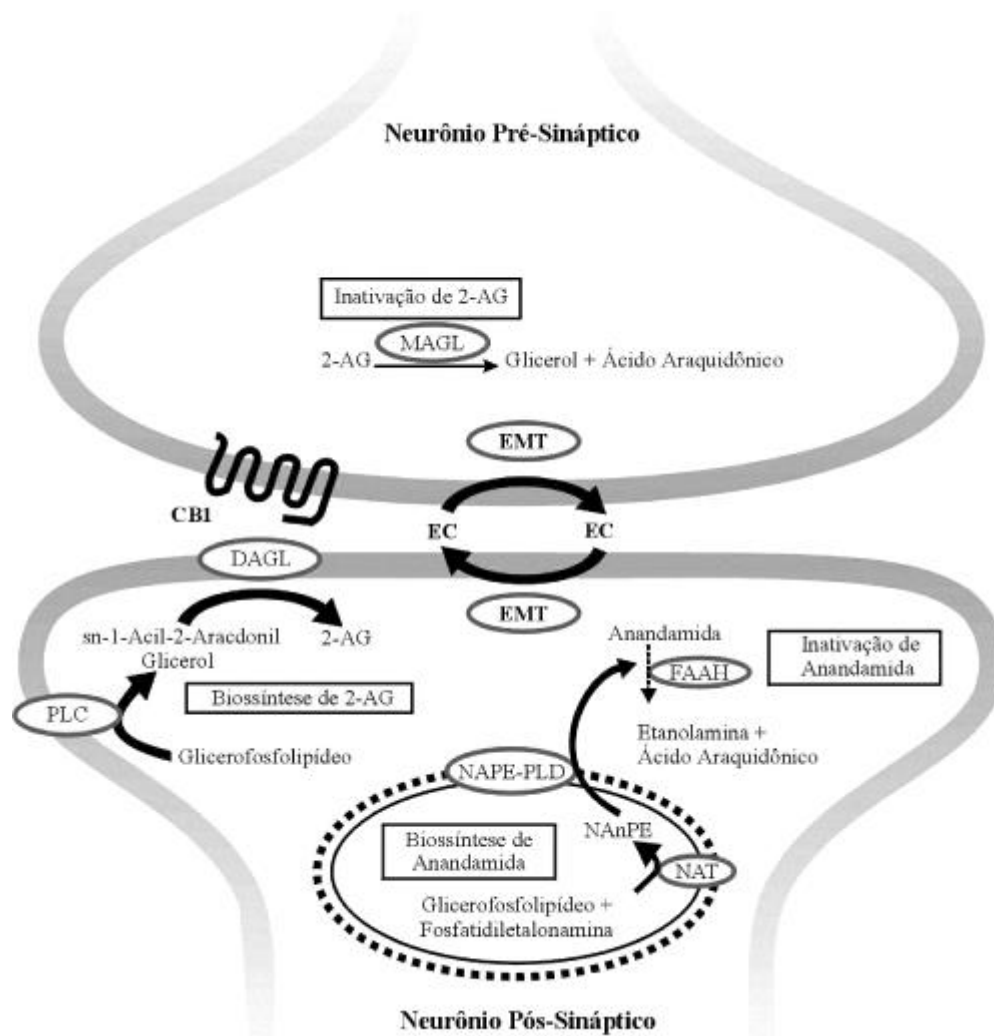 Neurônio Pré-Sináptico
Inativação de 2-AG
MAGL
2-AG
Glicerol + Ácido Araquidônico
EMT
CB1
EC
EC
DAGL
EMT
sn-1-Acil-2-Aracdonil
Glicerol
2-AG
Anandamida
FAAH
Inativação de
Anandamida
Biossíntese de 2-AG
PLC
Glicerofosfolipídeo
Etanolamina +
Ácido Araquidônico
NAPE-PLD
NAnPE
Biossíntese de
Anandamida
NAT
Glicerofosfolipídeo +
Fosfatidiletalonamina
Neurônio Pós-Sináptico